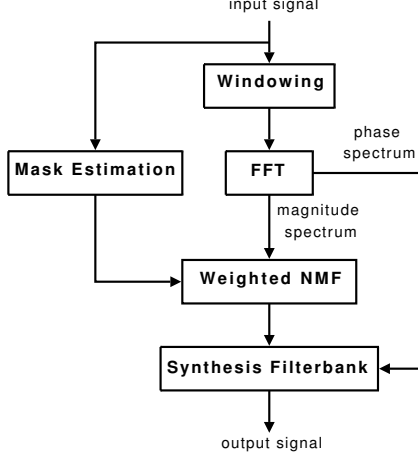 input signal
Windowing
phase
spectrum
Mask Estimation
FFT
magnitude
spectrum
Weighted NMF
Synthesis Filterbank
output signal